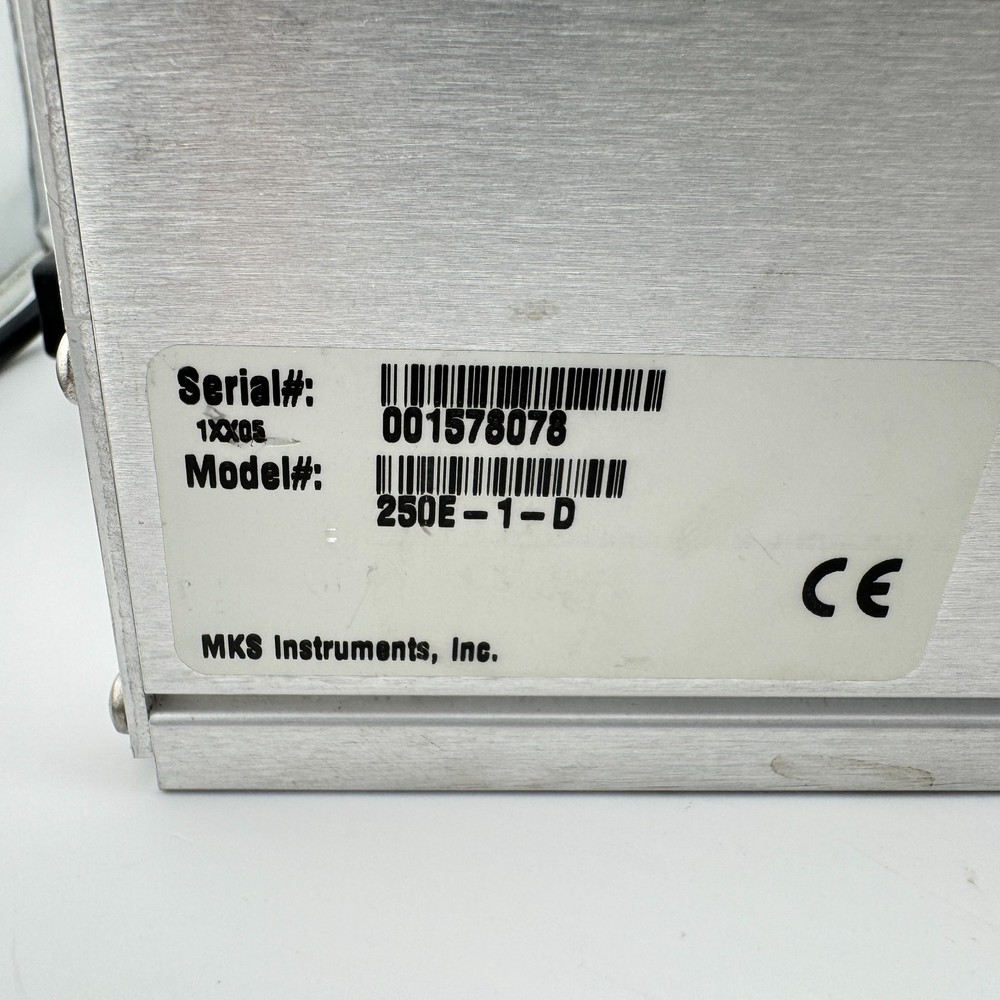 Serial#:
001578078
1XX05
Model#:
250E-1-D
CE
MKS Instruments, Inc.